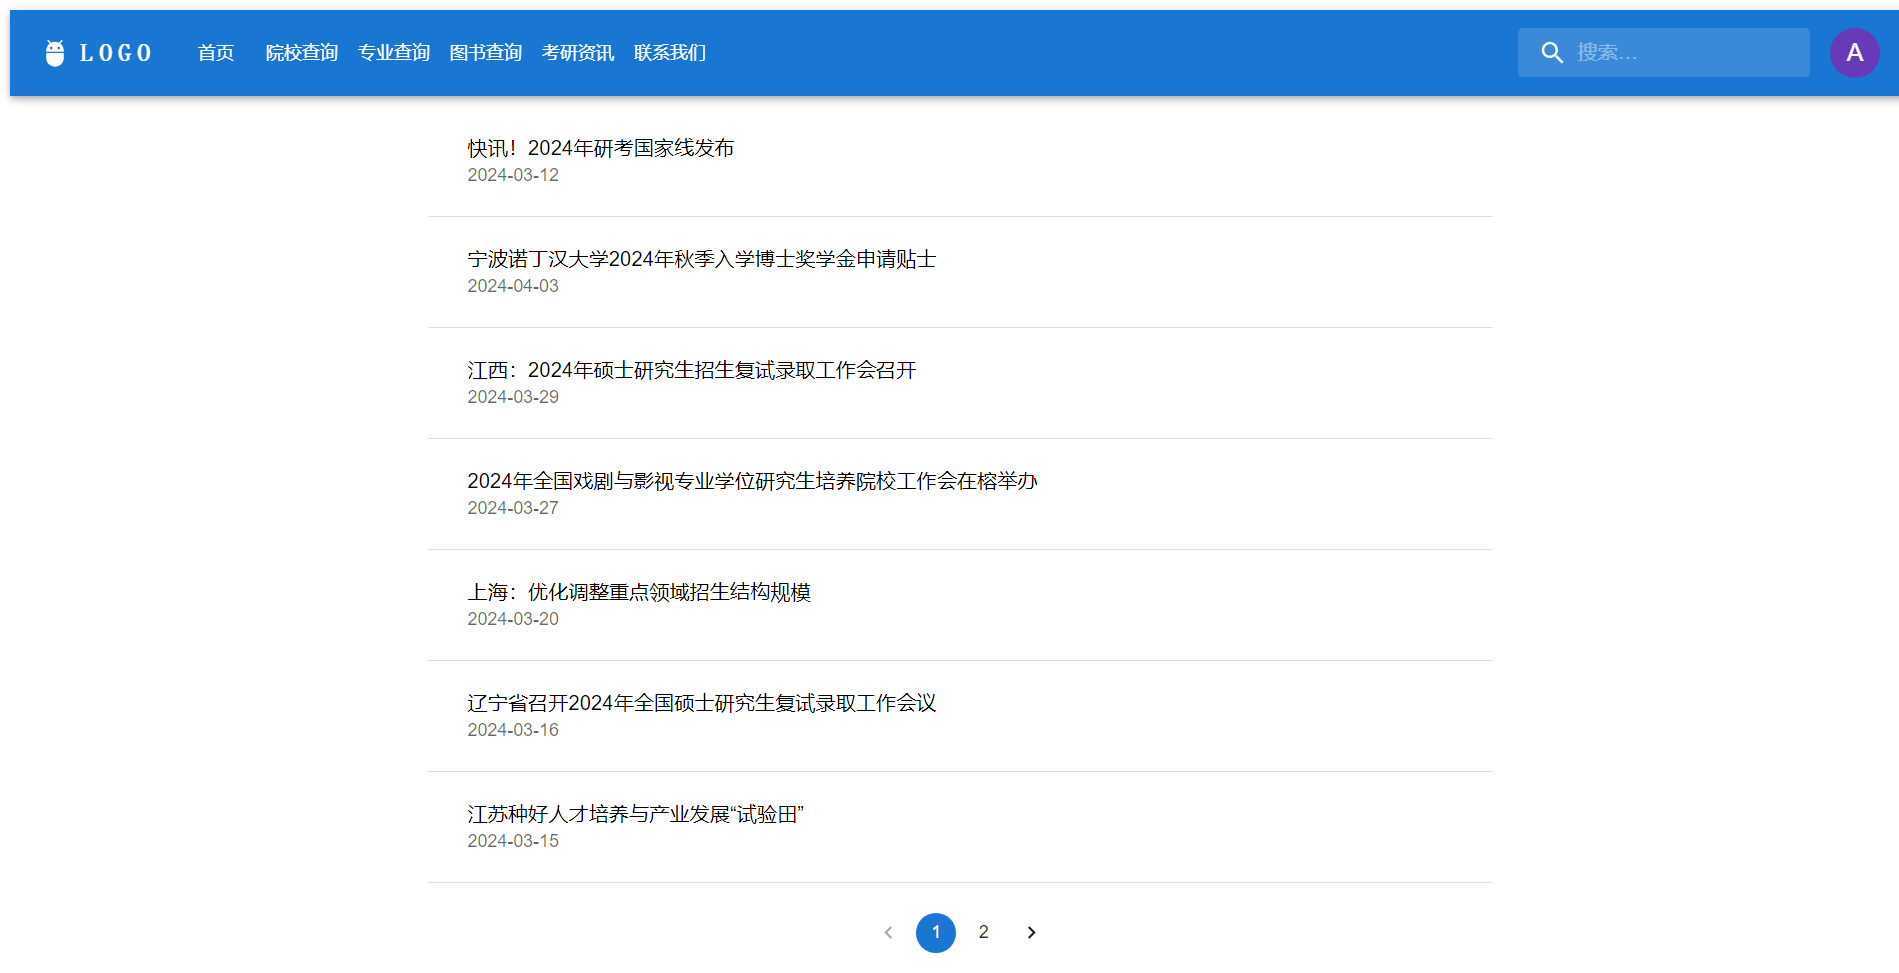 LOGO 首页 院校查询 专业查询 图书查询 考研资讯 联系我们 搜索... A
快讯！2024年研考国家线发布
2024-03-12
宁波诺丁汉大学2024年秋季入学博士奖学金申请贴士
2024-04-03
江西：2024年硕士研究生招生复试录取工作会召开
2024-03-29
2024年全国戏剧与影视专业学位研究生培养院校工作会在榕举办
2024-03-27
上海：优化调整重点领域招生结构规模
2024-03-20
辽宁省召开2024年全国硕士研究生复试录取工作会议
2024-03-16
江苏种好人才培养与产业发展“试验田”
2024-03-15
1 2